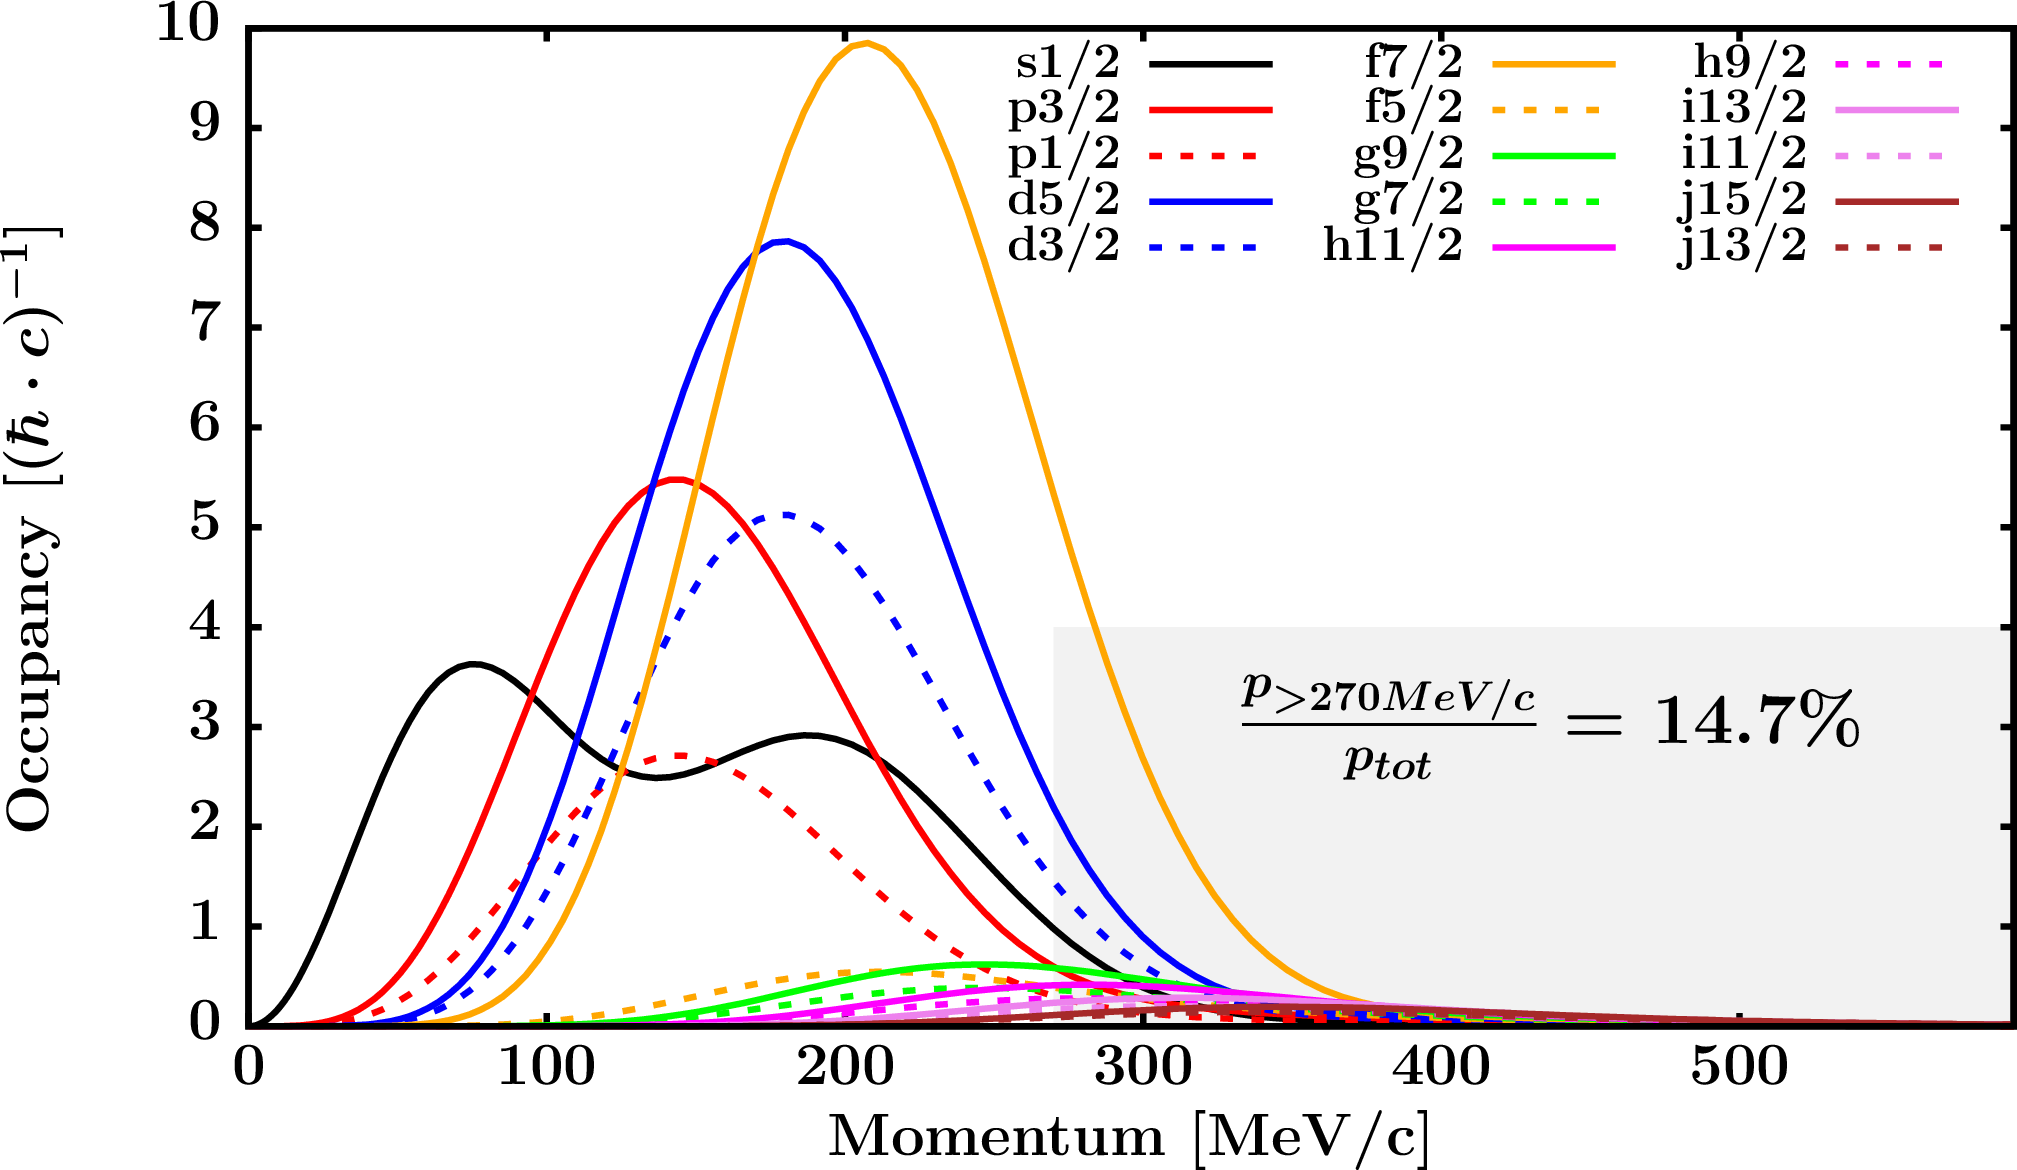 Occupancy [(ħ · c)⁻¹]
10
9
8
7
6
5
4
3
2
1
0
s1/2
p3/2
p1/2
d5/2
d3/2
f7/2
f5/2
g9/2
g7/2
h11/2
h9/2
i13/2
i11/2
j15/2
j13/2
p>270MeV/c
ptot
= 14.7%
0 100 200 300 400 500
Momentum [MeV/c]